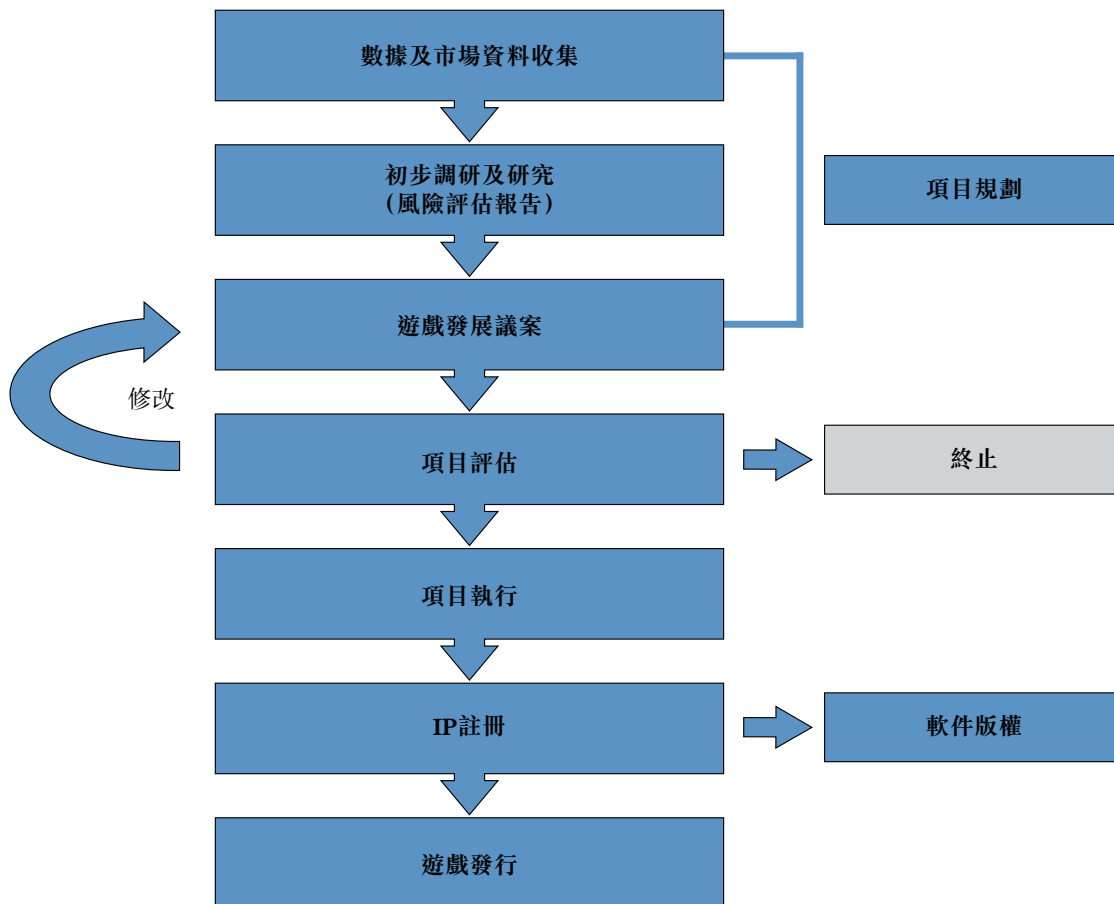 數據及市場資料收集
初步調研及研究
(風險評估報告)
項目規劃
遊戲發展議案
修改
項目評估
終止
項目執行
IP註冊
軟件版權
遊戲發行